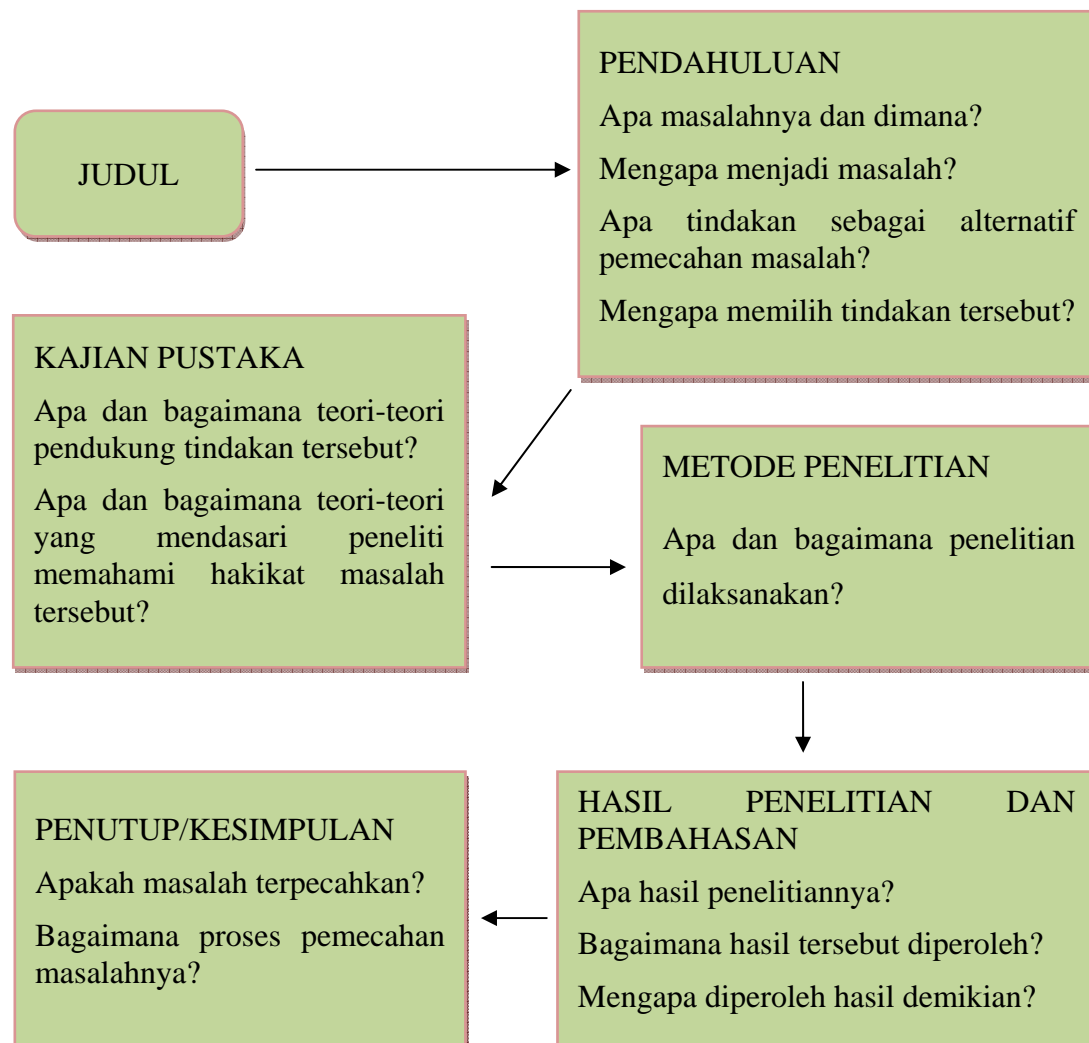 JUDUL
PENDAHULUAN
Apa masalahnya dan dimana?
Mengapa menjadi masalah?
Apa tindakan sebagai alternatif
pemecahan masalah?
Mengapa memilih tindakan tersebut?
KAJIAN PUSTAKA
Apa dan bagaimana teori-teori
pendukung tindakan tersebut?
Apa dan bagaimana teori-teori
yang mendasari peneliti
memahami hakikat masalah
tersebut?
METODE PENELITIAN
Apa dan bagaimana penelitian
dilaksanakan?
HASIL PENELITIAN DAN
PEMBAHASAN
Apa hasil penelitiannya?
Bagaimana hasil tersebut diperoleh?
Mengapa diperoleh hasil demikian?
PENUTUP/KESIMPULAN
Apakah masalah terpecahkan?
Bagaimana proses pemecahan
masalahnya?